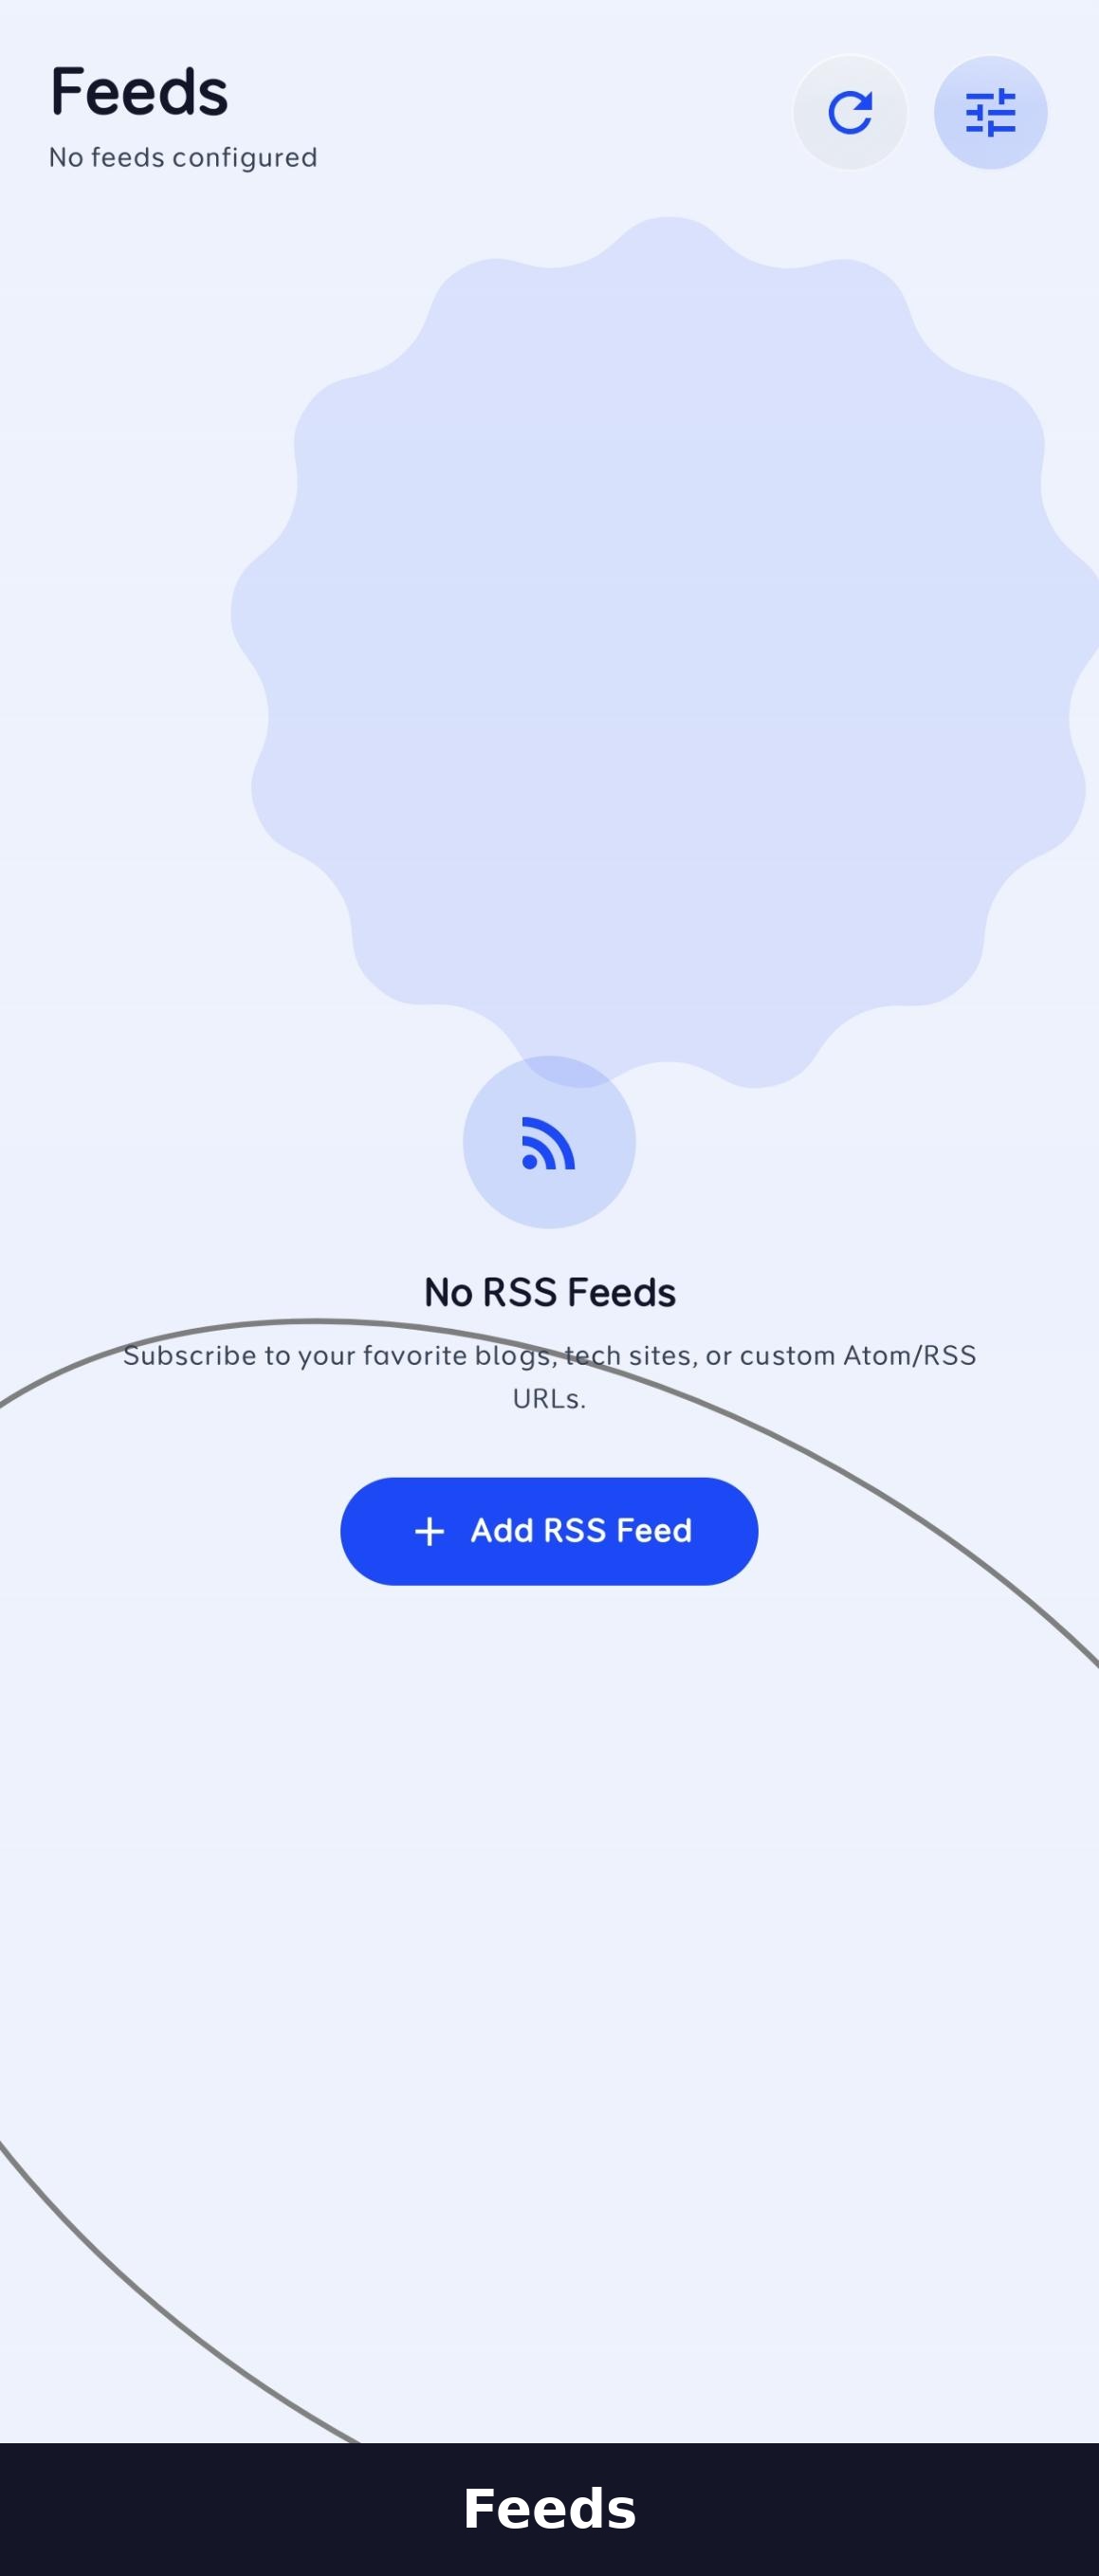 Feeds
No feeds configured
No RSS Feeds
Subscribe to your favorite blogs, tech sites, or custom Atom/RSS
URLs.
Add RSS Feed
Feeds